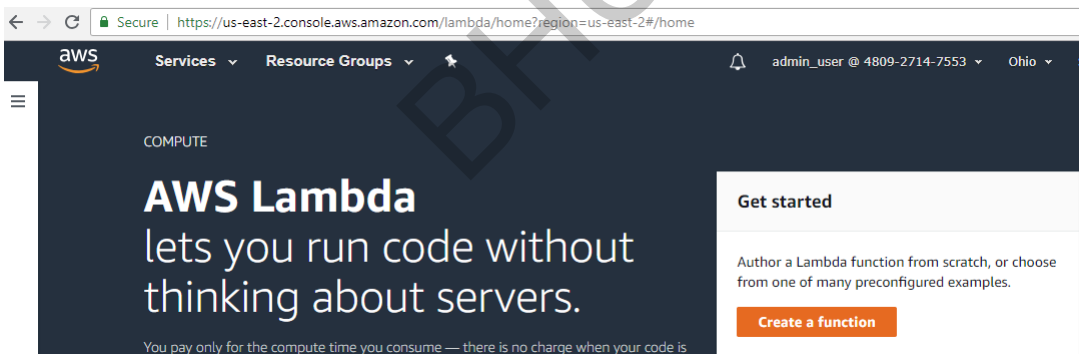 Secure | https://us-east-2.console.aws.amazon.com/lambda/home?region=us-east-2#/home
aws Services Resource Groups admin_user @ 4809-2714-7553 Ohio
COMPUTE
AWS Lambda
lets you run code without
thinking about servers.
You pay only for the compute time you consume — there is no charge when your code is
Get started
Author a Lambda function from scratch, or choose
from one of many preconfigured examples.
Create a function